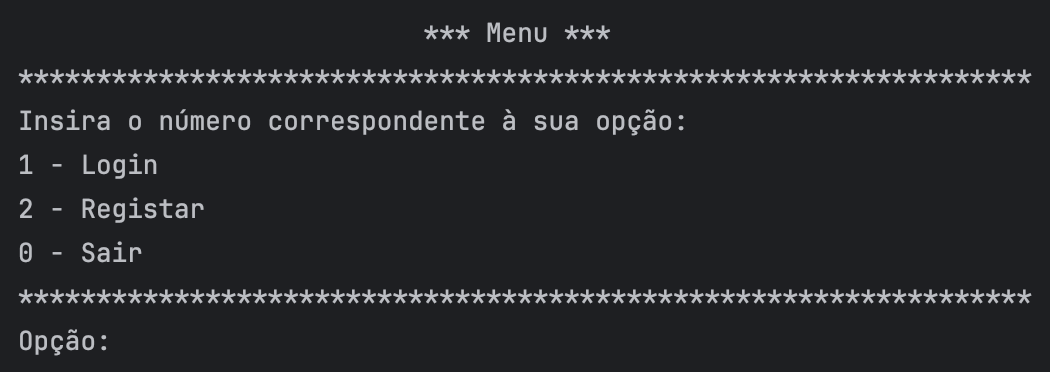 *** Menu ***
*****************************************************************
Insira o número correspondente à sua opção:
1 - Login
2 - Registar
0 - Sair
*****************************************************************
Opção: